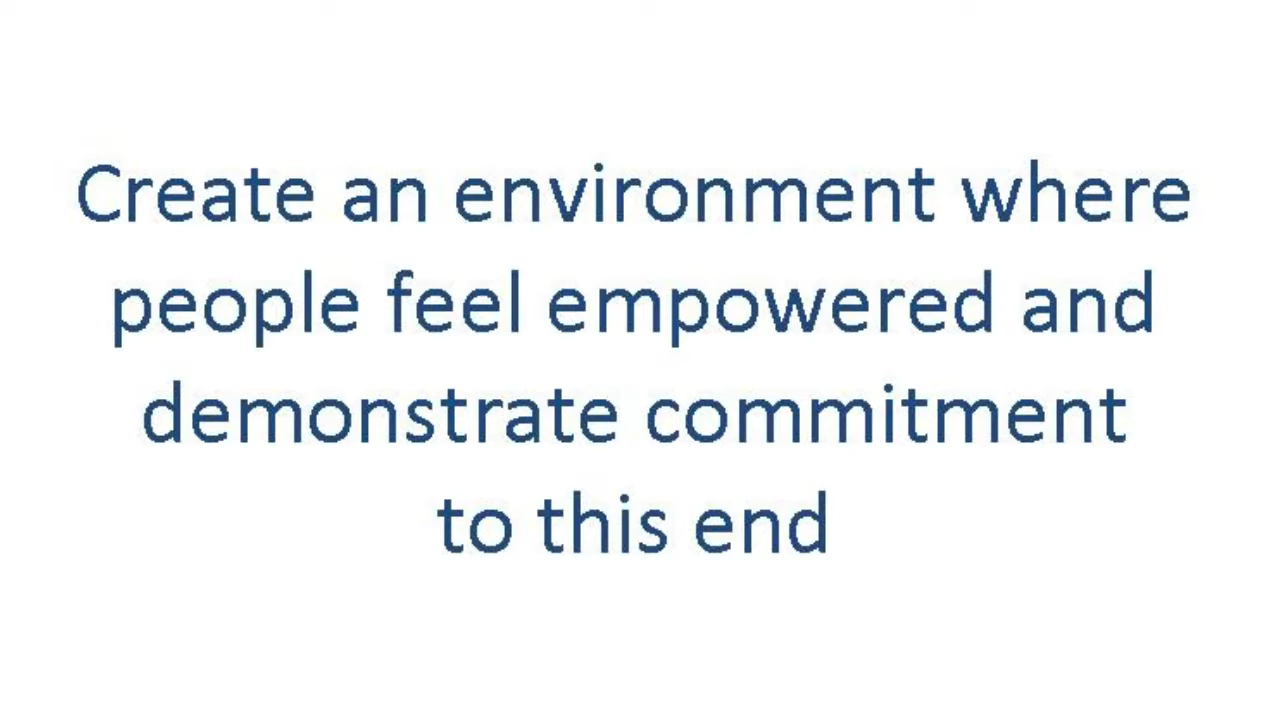 Create an environment where
people feel empowered and
demonstrate commitment
to this end